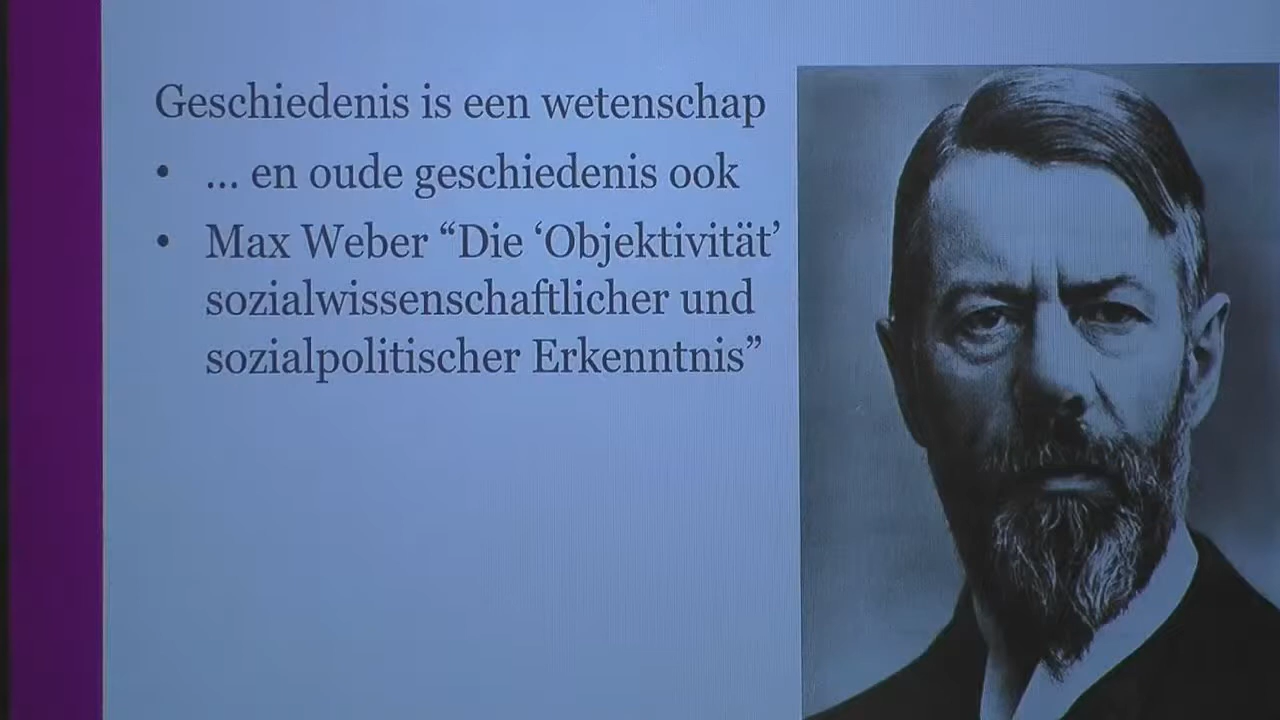 Geschiedenis is een wetenschap
• ... en oude geschiedenis ook
• Max Weber “Die ‘Objektivität’
sozialwissenschaftlicher und
sozialpolitischer Erkenntnis”